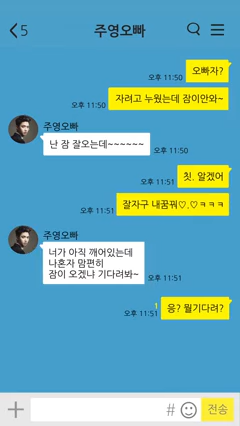 5
주영오빠
오빠자?
오후 11:50
자려고 누웠는데 잠이안와~
오후 11:50
주영오빠
난 잠 잘오는데~~~~~~
오후 11:50
칫. 알겠어
오후 11:51
잘자구 내꿈꿔♡.♡ㅋㅋㅋ
오후 11:51
주영오빠
너가 아직 깨어있는데
나혼자 맘편히
잠이 오겠냐 기다려봐~
오후 11:51
응? 뭘기다려?
1
오후 11:51
#
전송